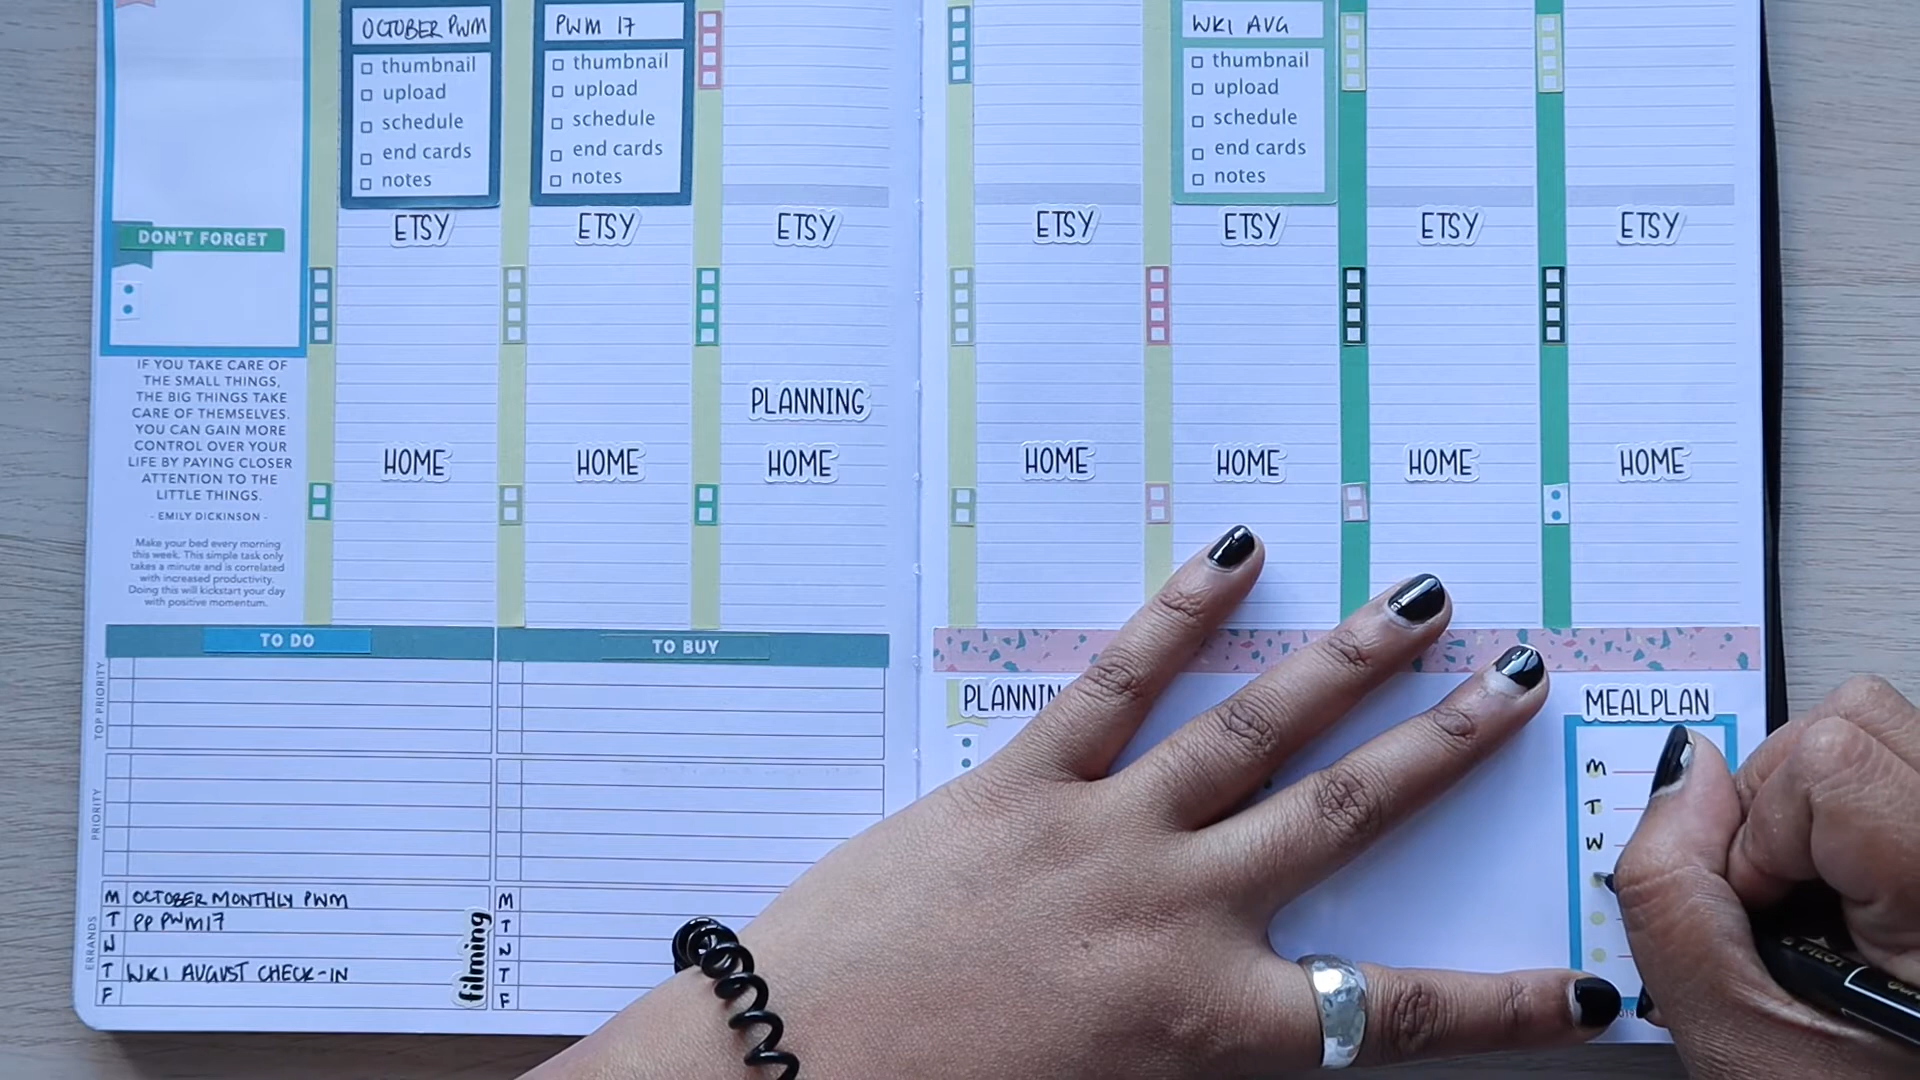 OCTOBER PWM
thumbnail
upload
schedule
end cards
notes
PWM 17
thumbnail
upload
schedule
end cards
notes
WKI AVG
thumbnail
upload
schedule
end cards
notes
DON'T FORGET
ETSY
ETSY
ETSY
ETSY
ETSY
ETSY
ETSY
IF YOU TAKE CARE OF
THE SMALL THINGS,
THE BIG THINGS TAKE
CARE OF THEMSELVES.
YOU CAN GAIN MORE
CONTROL OVER YOUR
LIFE BY PAYING CLOSER
ATTENTION TO THE
LITTLE THINGS.
- EMILY DICKINSON -
Make your bed every morning
this week. This simple task only
takes a minute and is correlated
with increased productivity.
Doing this will kickstart your day
with positive momentum.
PLANNING
HOME
HOME
HOME
HOME
HOME
HOME
HOME
TO DO
TO BUY
TOP PRIORITY
PRIORITY
ERRANDS
M OCTOBER MONTHLY PWM
T PP PWM17
W
T WKI AUGUST CHECK-IN
F
filming
M
T
W
T
F
PLANNIN
MEALPLAN
M
T
W
PILOT